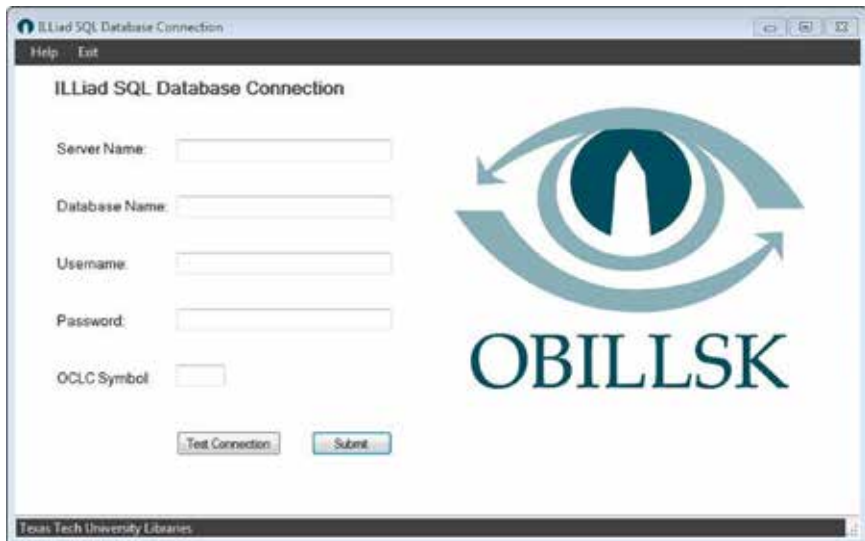 ILLiad SQL Database Connection
Help Exit
ILLiad SQL Database Connection
Server Name:
Database Name:
Username:
Password:
OCLC Symbol
Test Connection Submit
OBILLSK
Texas Tech University Libraries